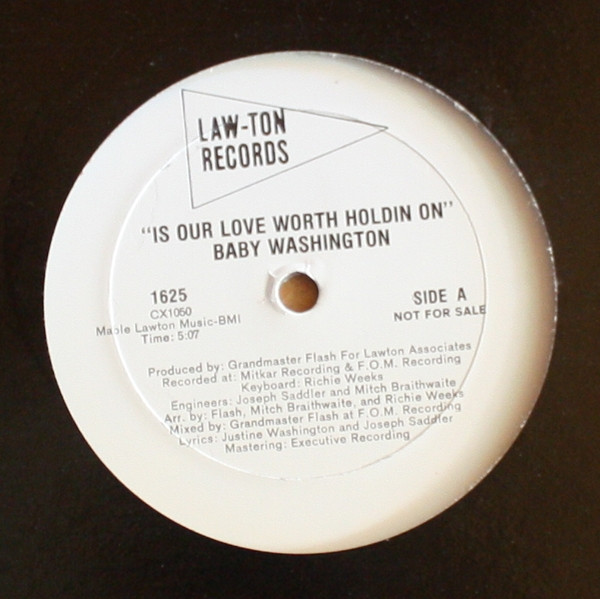 LAW-TON
RECORDS
"IS OUR LOVE WORTH HOLDIN ON"
BABY WASHINGTON
1625
CX1050
Maple Lawton Music-BMI
Time: 5:07
SIDE A
NOT FOR SALE
Produced by: Grandmaster Flash For Lawton Associates
Recorded at: Mitkar Recording & F.O.M. Recording
Keyboard: Richie Weeks
Engineers: Joseph Saddler and Mitch Braithwaite
Arr. by: Flash, Mitch Braithwaite, and Richie Weeks
Mixed by: Grandmaster Flash at F.O.M. Recording
Lyrics: Justine Washington and Joseph Saddler
Mastering: Executive Recording